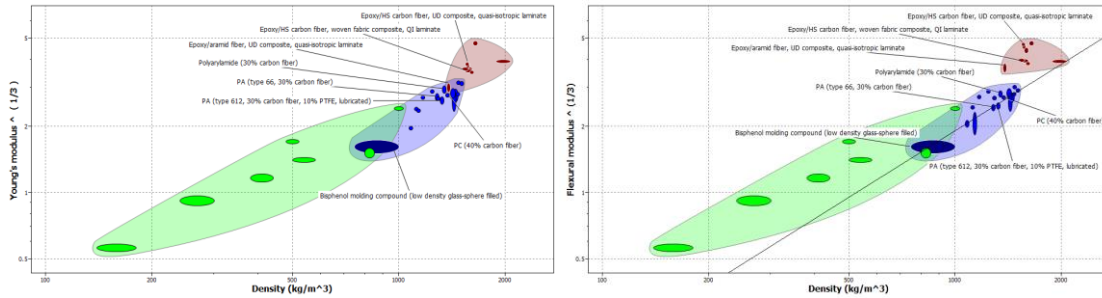 Epoxy/HS carbon fiber, UD composite, quasi-isotropic laminate
Epoxy/HS carbon fiber, woven fabric composite, QI laminate
Epoxy/aramid fiber, UD composite, quasi-isotropic laminate
Polyarylamide (30% carbon fiber)
PA (type 66, 30% carbon fiber)
PA (type 612, 30% carbon fiber, 10% PTFE, lubricated)
PC (40% carbon fiber)
Bisphenol molding compound (low density glass-sphere filled)
Young's modulus ^ (1/3)
5
2
1
0.5
100
200
500
1000
2000
Density (kg/m^3)
Epoxy/HS carbon fiber, UD composite, quasi-isotropic laminate
Epoxy/HS carbon fiber, woven fabric composite, QI laminate
Epoxy/aramid fiber, UD composite, quasi-isotropic laminate
Polyarylamide (30% carbon fiber)
PA (type 66, 30% carbon fiber)
Bisphenol molding compound (low density glass-sphere filled)
PC (40% carbon fiber)
PA (type 612, 30% carbon fiber, 10% PTFE, lubricated)
Flexural modulus ^ (1/3)
5
2
1
0.5
100
200
500
1000
2000
Density (kg/m^3)